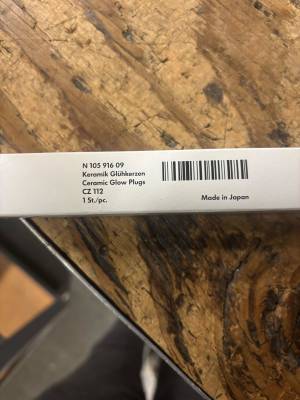 N 105 916 09
Keramik Glühkerzen
Ceramic Glow Plugs
CZ 112
1 St./pc.
Made in Japan